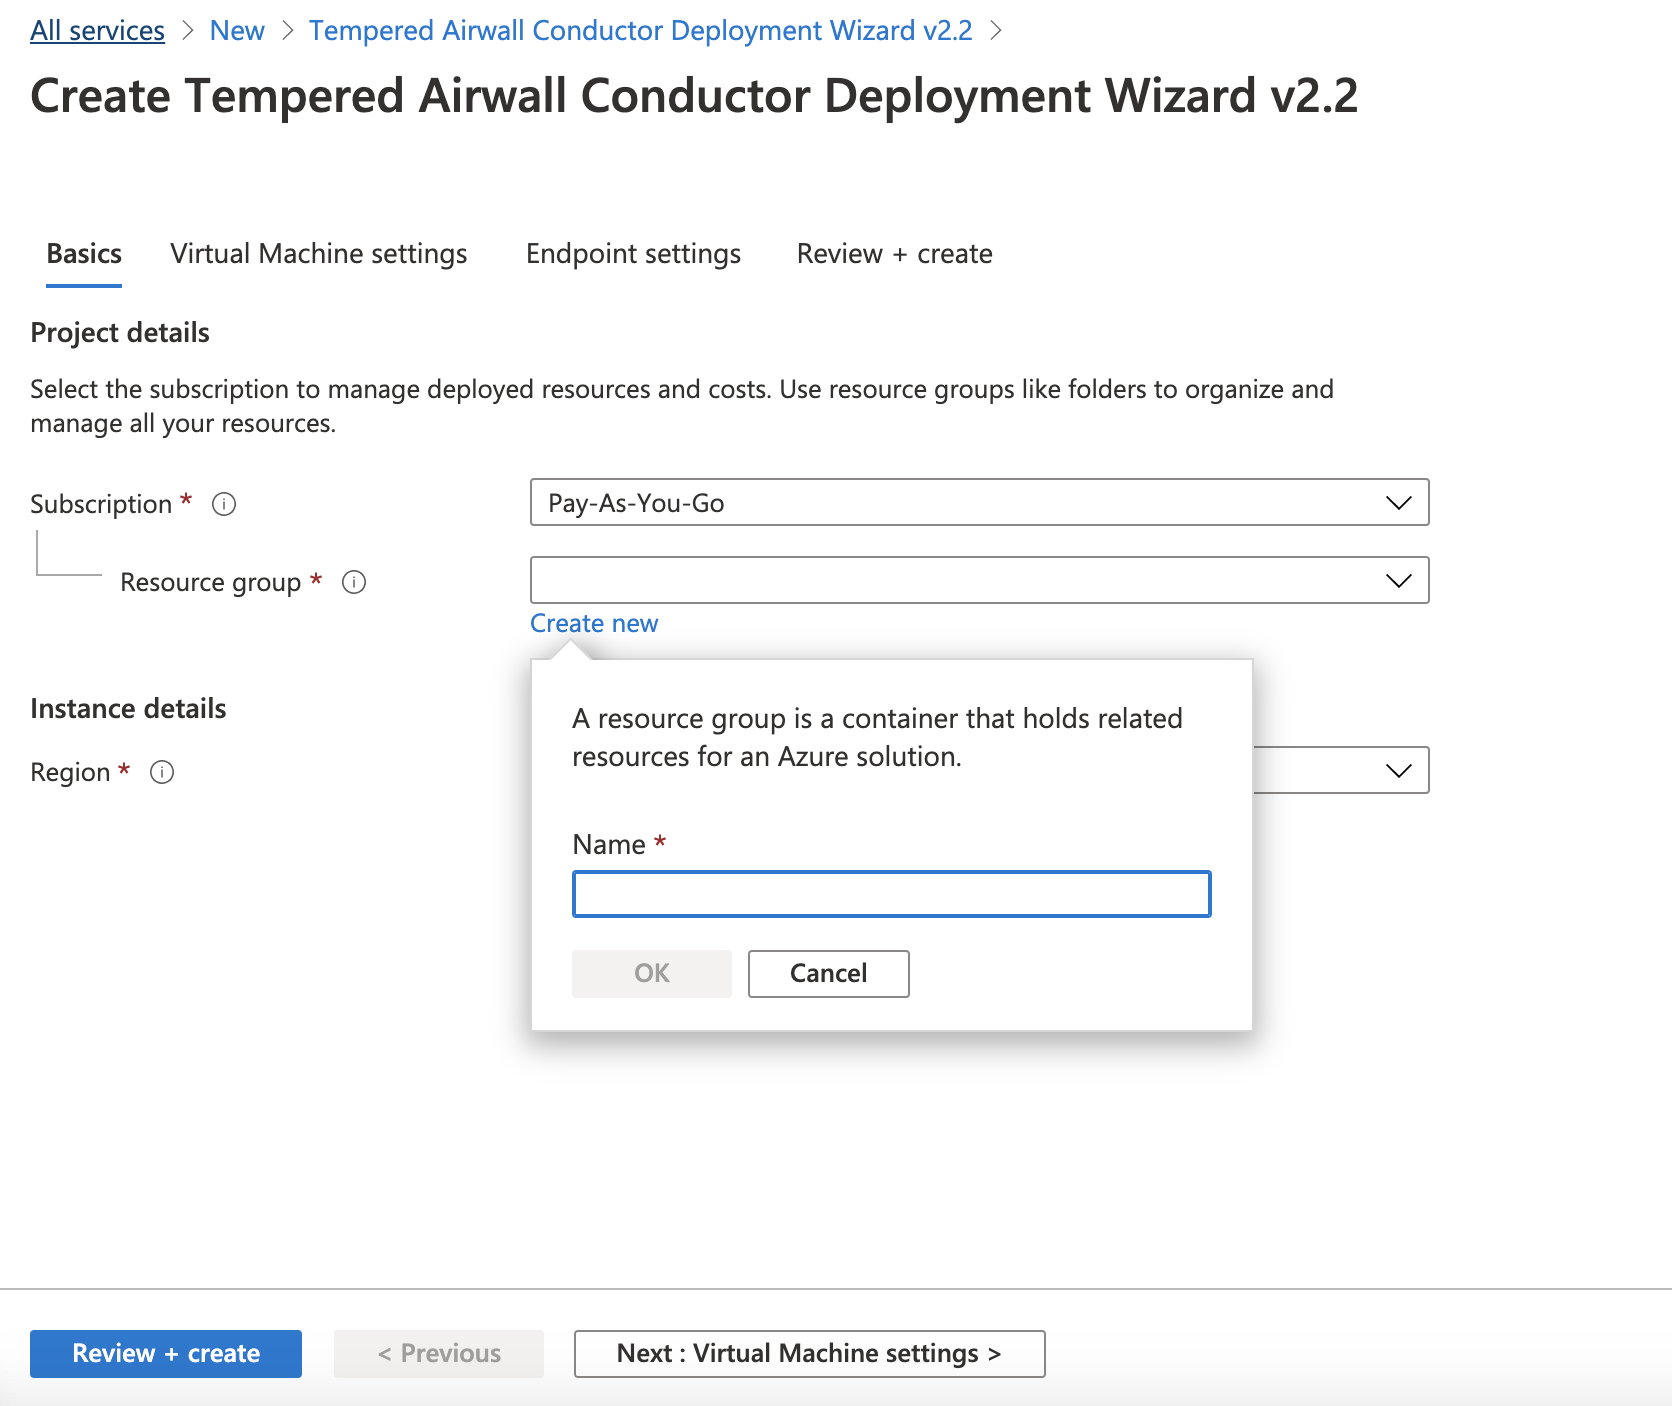 All services > New > Tempered Airwall Conductor Deployment Wizard v2.2 >
Create Tempered Airwall Conductor Deployment Wizard v2.2
Basics Virtual Machine settings Endpoint settings Review + create
Project details
Select the subscription to manage deployed resources and costs. Use resource groups like folders to organize and
manage all your resources.
Subscription * Pay-As-You-Go
Resource group *
Create new
A resource group is a container that holds related
resources for an Azure solution.
Instance details
Region *
Name *
OK Cancel
Review + create < Previous Next : Virtual Machine settings >